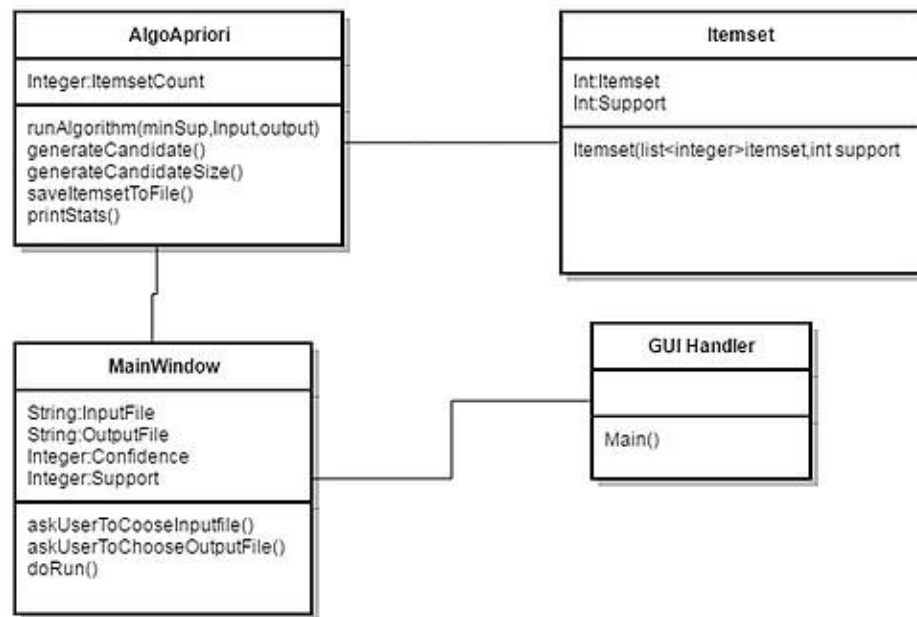 AlgoApriori
Integer:ItemsetCount
runAlgorithm(minSup,Input,output)
generateCandidate()
generateCandidateSize()
saveItemsetToFile()
printStats()
Itemset
Int:Itemset
Int:Support
Itemset(list<integer>itemset,int support
MainWindow
String:InputFile
String:OutputFile
Integer:Confidence
Integer:Support
askUserToCooseInputfile()
askUserToChooseOutputFile()
doRun()
GUI Handler
Main()